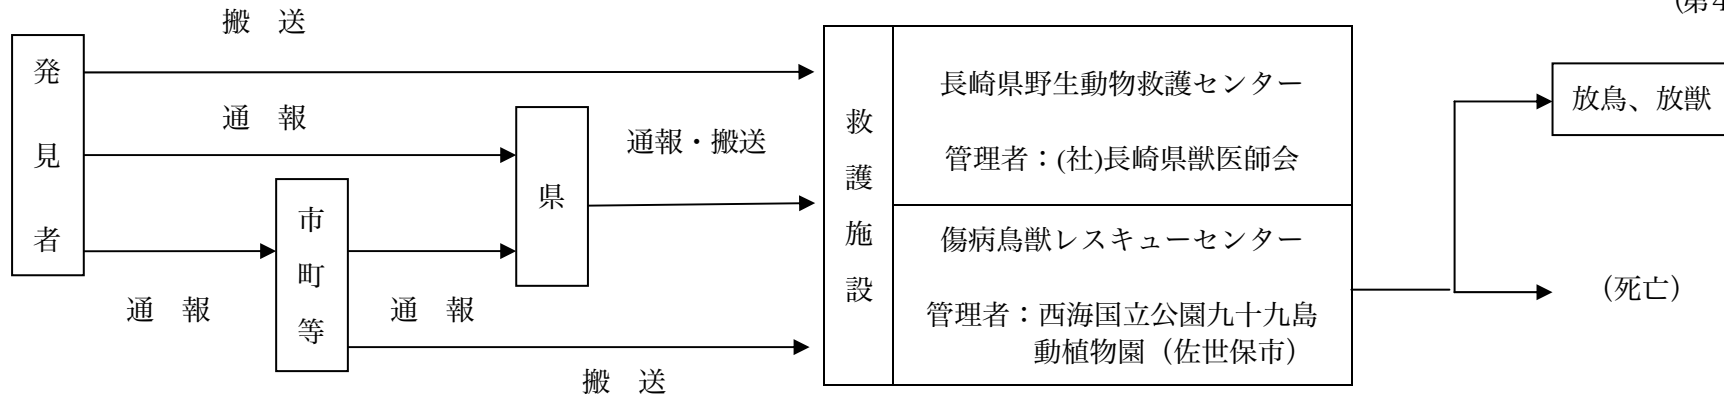 (第4
搬　送
発見者
通　報
通報・搬送
県
市町等
通　報
通　報
搬　送
救護施設
長崎県野生動物救護センター
管理者：(社)長崎県獣医師会
傷病鳥獣レスキューセンター
管理者：西海国立公園九十九島
動植物園（佐世保市）
放鳥、放獣
（死亡）